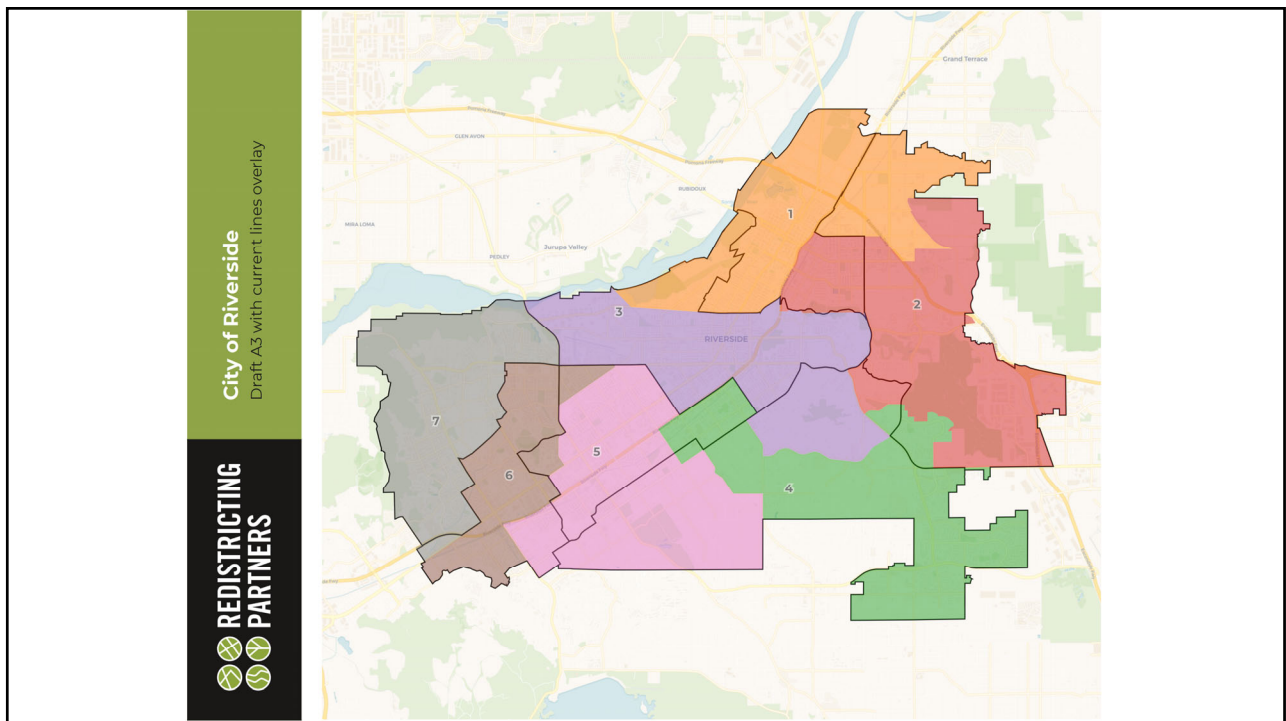 City of Riverside
Draft A3 with current lines overlay
REDISTRICTING
PARTNERS
Grand Terrace
GLEN AVON
RUBIDOUX
MIRA LOMA
Jurupa Valley
PEDLEY
RIVERSIDE
1
2
3
4
5
6
7